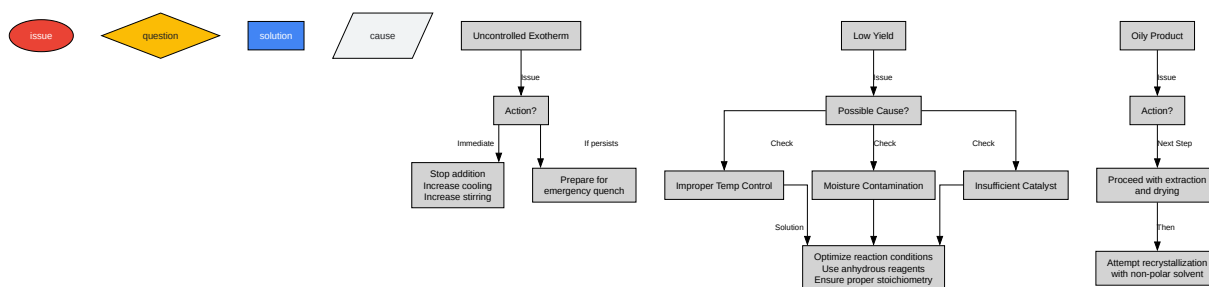 issue
question
solution
cause
Uncontrolled Exotherm
Issue
Action?
Immediate
If persists
Stop addition
Increase cooling
Increase stirring
Prepare for
emergency quench
Low Yield
Issue
Possible Cause?
Check
Check
Check
Improper Temp Control
Moisture Contamination
Insufficient Catalyst
Solution
Optimize reaction conditions
Use anhydrous reagents
Ensure proper stoichiometry
Oily Product
Issue
Action?
Next Step
Proceed with extraction
and drying
Then
Attempt recrystallization
with non-polar solvent